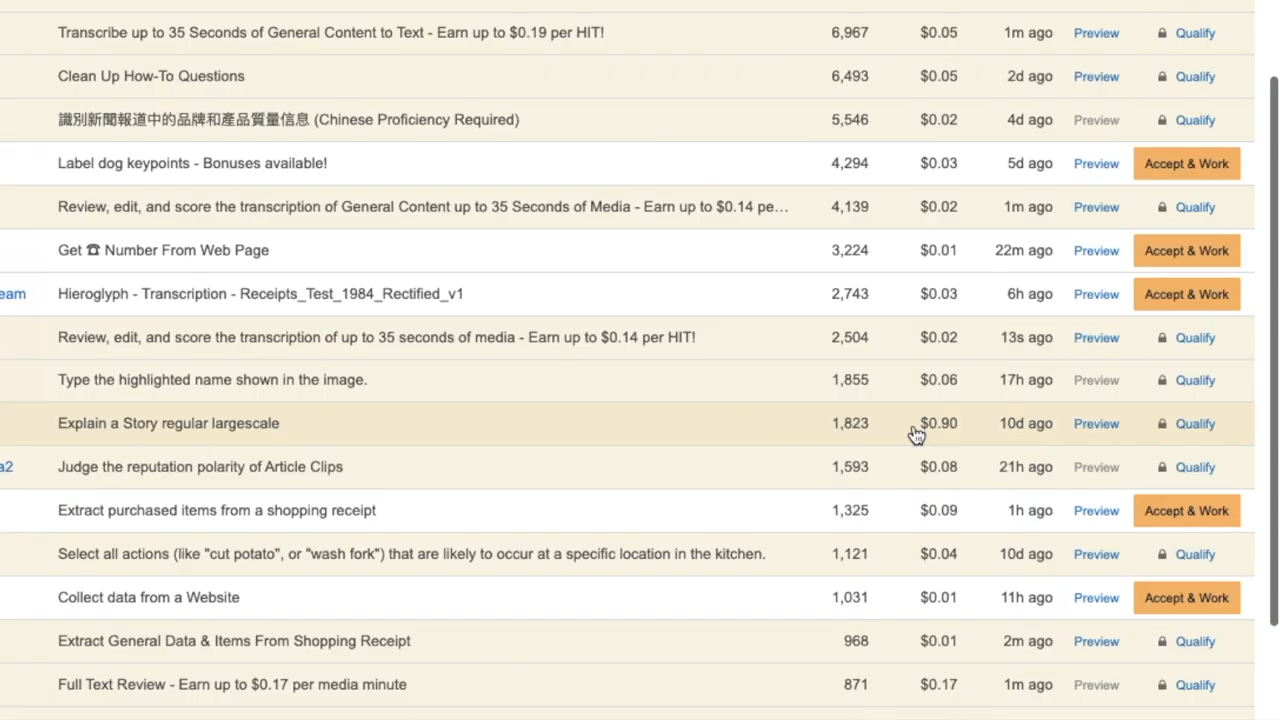 Transcribe up to 35 Seconds of General Content to Text - Earn up to $0.19 per HIT! 6,967 $0.05 1m ago Preview Qualify
Clean Up How-To Questions 6,493 $0.05 2d ago Preview Qualify
識別新聞報道中的品牌和產品質量信息 (Chinese Proficiency Required) 5,546 $0.02 4d ago Preview Qualify
Label dog keypoints - Bonuses available! 4,294 $0.03 5d ago Preview Accept & Work
Review, edit, and score the transcription of General Content up to 35 Seconds of Media - Earn up to $0.14 pe... 4,139 $0.02 1m ago Preview Qualify
Get ☎ Number From Web Page 3,224 $0.01 22m ago Preview Accept & Work
eam Hieroglyph - Transcription - Receipts_Test_1984_Rectified_v1 2,743 $0.03 6h ago Preview Accept & Work
Review, edit, and score the transcription of up to 35 seconds of media - Earn up to $0.14 per HIT! 2,504 $0.02 13s ago Preview Qualify
Type the highlighted name shown in the image. 1,855 $0.06 17h ago Preview Qualify
Explain a Story regular largescale 1,823 $0.90 10d ago Preview Qualify
a2 Judge the reputation polarity of Article Clips 1,593 $0.08 21h ago Preview Qualify
Extract purchased items from a shopping receipt 1,325 $0.09 1h ago Preview Accept & Work
Select all actions (like "cut potato", or "wash fork") that are likely to occur at a specific location in the kitchen. 1,121 $0.04 10d ago Preview Qualify
Collect data from a Website 1,031 $0.01 11h ago Preview Accept & Work
Extract General Data & Items From Shopping Receipt 968 $0.01 2m ago Preview Qualify
Full Text Review - Earn up to $0.17 per media minute 871 $0.17 1m ago Preview Qualify